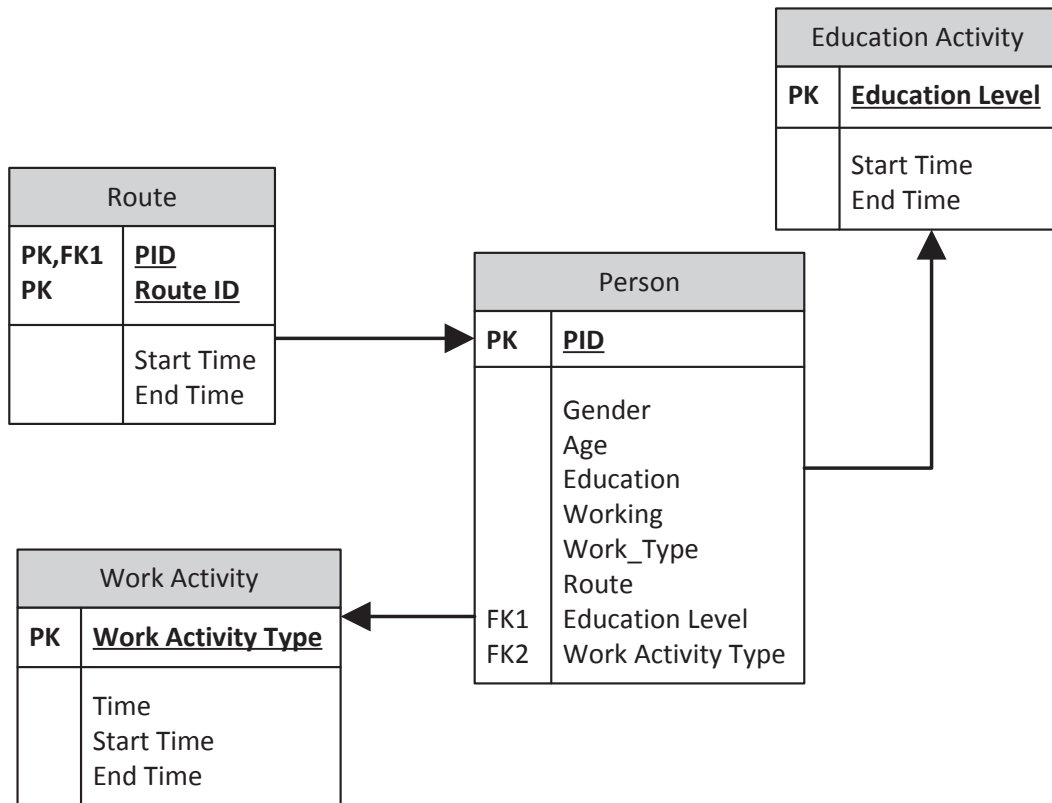 Education Activity
PK Education Level
Start Time
End Time
Route
PK,FK1 PID
PK Route ID
Start Time
End Time
Person
PK PID
Gender
Age
Education
Working
Work_Type
Route
FK1 Education Level
FK2 Work Activity Type
Work Activity
PK Work Activity Type
Time
Start Time
End Time